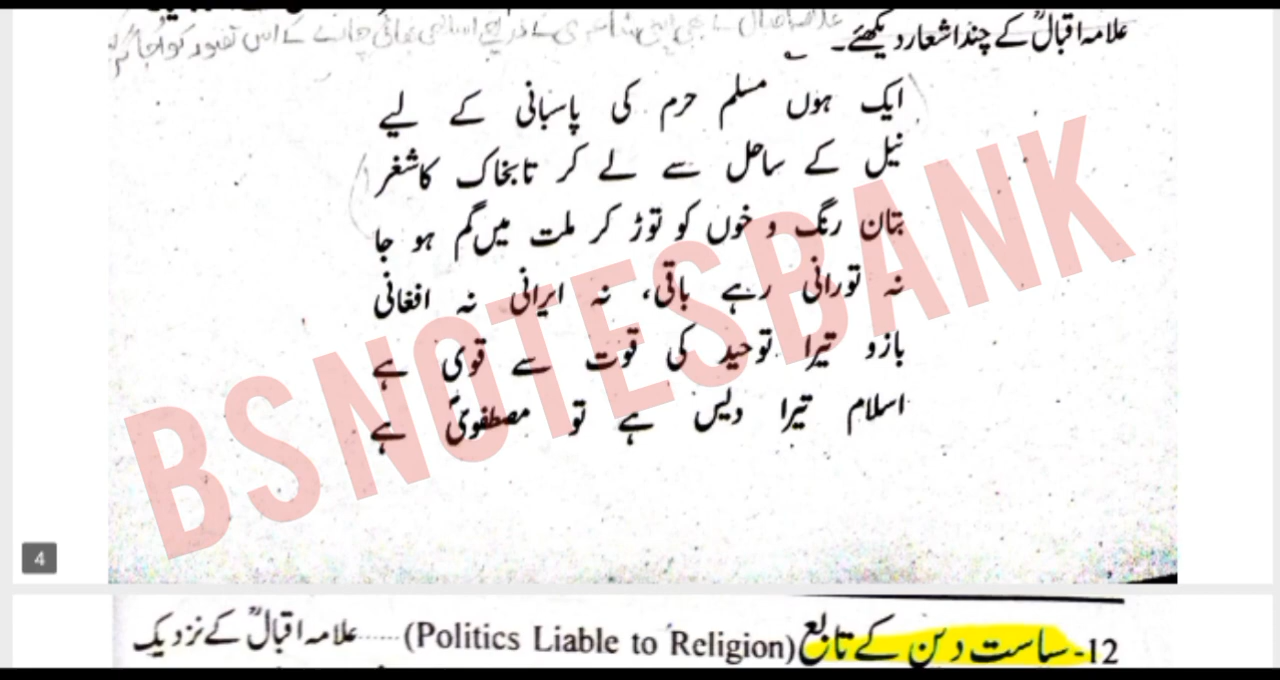 علامہ اقبالؒ کے چند اشعار دیکھئے۔
ایک ہوں مسلم حرم کی پاسبانی کے لیے
نیل کے ساحل سے لے کر تابخاک کاشغر
بتان رنگ و خوں کو توڑ کر ملت میں گم ہو جا
نہ تورانی رہے باقی، نہ ایرانی نہ افغانی
بازو تیرا توحید کی قوت سے قوی ہے
اسلام تیرا دیس ہے تو مصطفویؐ ہے
BSNOTESBANK
4
12- سیاست دین کے تابع (Politics Liable to Religion) ----- علامہ اقبالؒ کے نزدیک